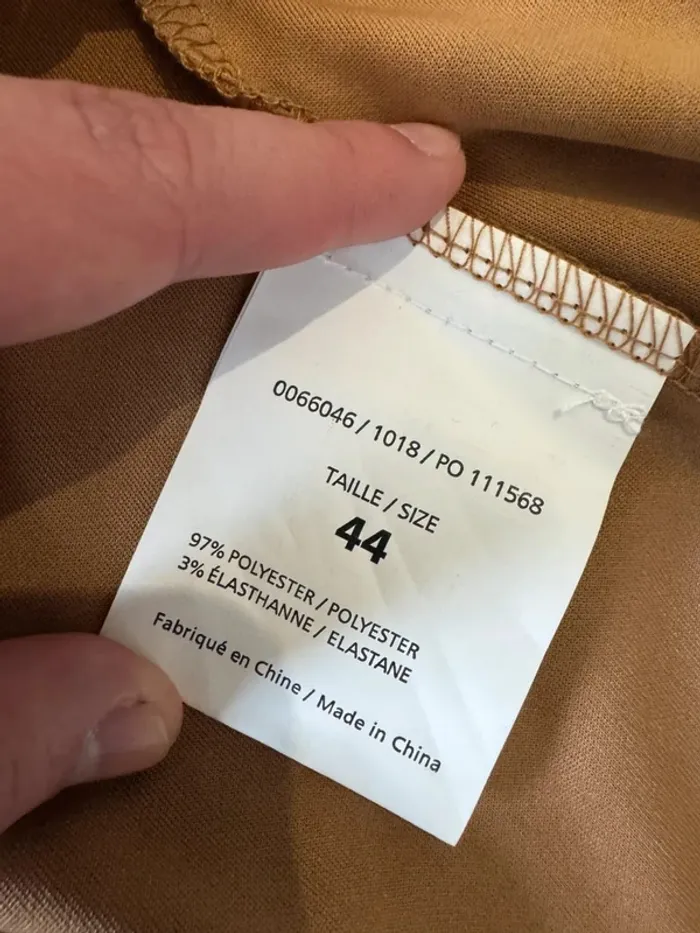 0066046 / 1018 / PO 111568
TAILLE / SIZE
44
97% POLYESTER / POLYESTER
3% ÉLASTHANNE / ELASTANE
Fabriqué en Chine / Made in China